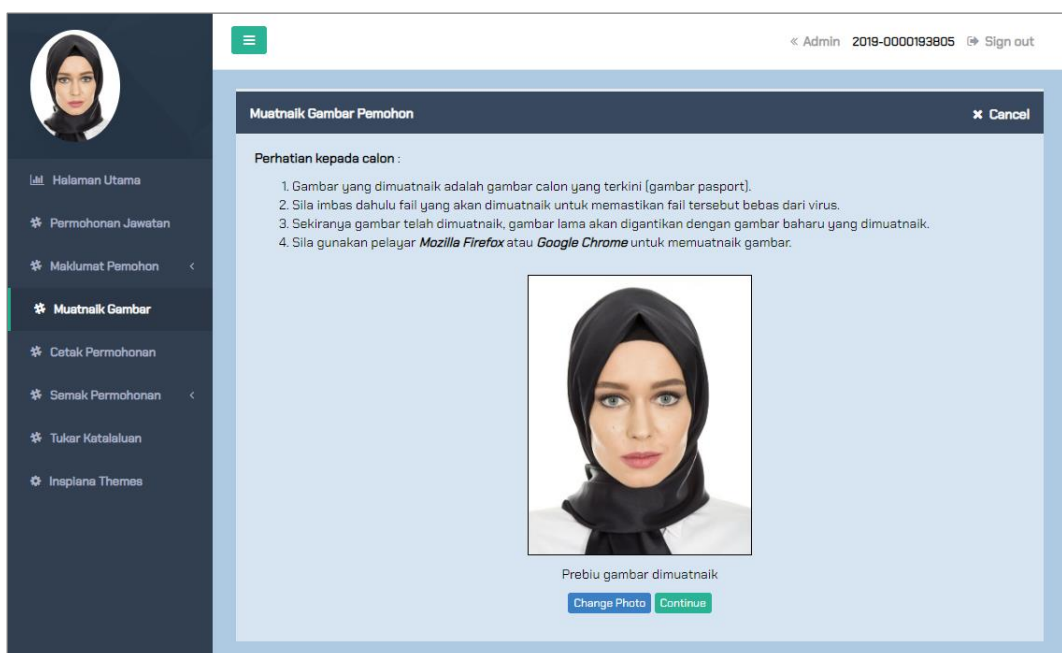 « Admin 2019-0000193805 Sign out
Muatnaik Gambar Pemohon
Cancel
Halaman Utama
Permohonan Jawatan
Maklumat Pemohon
Muatnaik Gambar
Cetak Permohonan
Semak Permohonan
Tukar Katalaluan
Inspiana Themes
Perhatian kepada calon :
1. Gambar yang dimuatnaik adalah gambar calon yang terkini (gambar pasport).
2. Sila imbas dahulu fail yang akan dimuatnaik untuk memastikan fail tersebut bebas dari virus.
3. Sekiranya gambar telah dimuatnaik, gambar lama akan digantikan dengan gambar baharu yang dimuatnaik.
4. Sila gunakan pelayar Mozilla Firefox atau Google Chrome untuk memuatnaik gambar.
Prebiu gambar dimuatnaik
Change Photo Continue